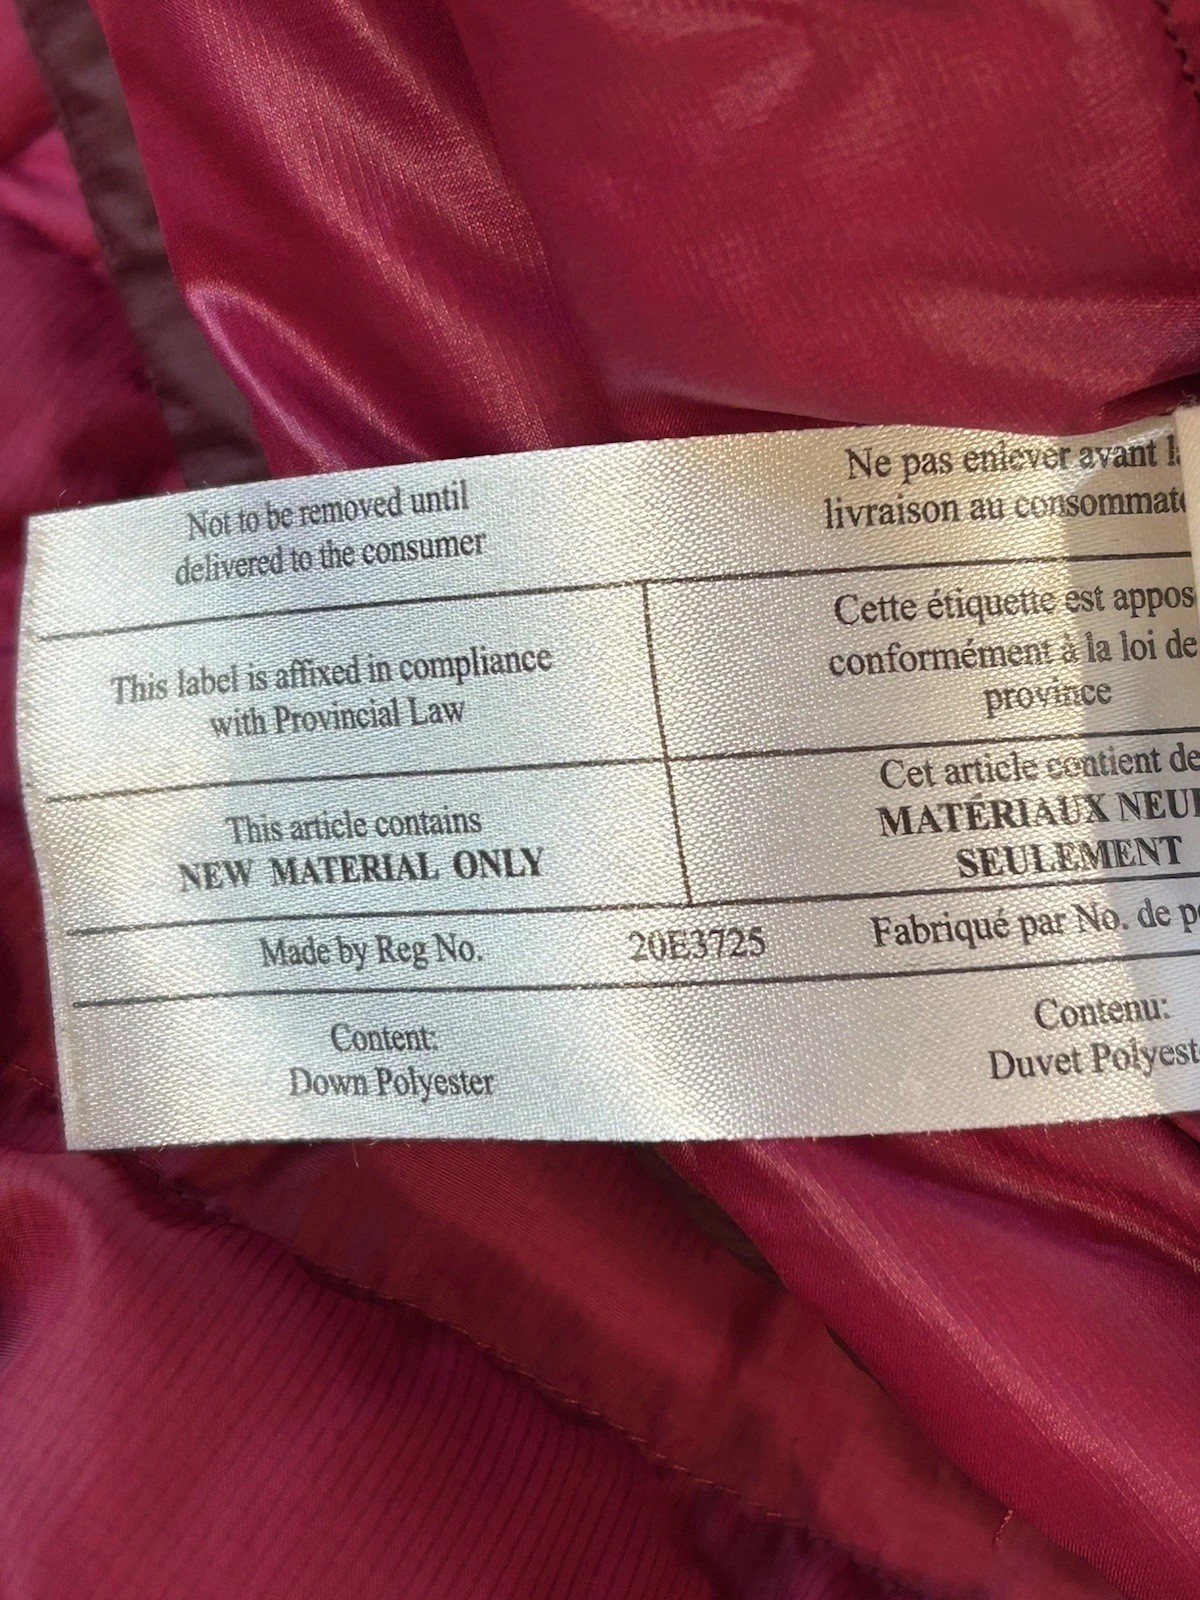 Not to be removed until
delivered to the consumer
Ne pas enlever avant
livraison au
This label is affixed in compliance
with Provincial Law
Cette étiquette est
conformément à la loi de
province
This article contains
NEW MATERIAL ONLY
Cet article contient
MATÉRIAUX
SEULEMENT
Made by Reg No. 20E3725 Fabriqué par No. de
Content:
Down Polyester
Contenu:
Duvet